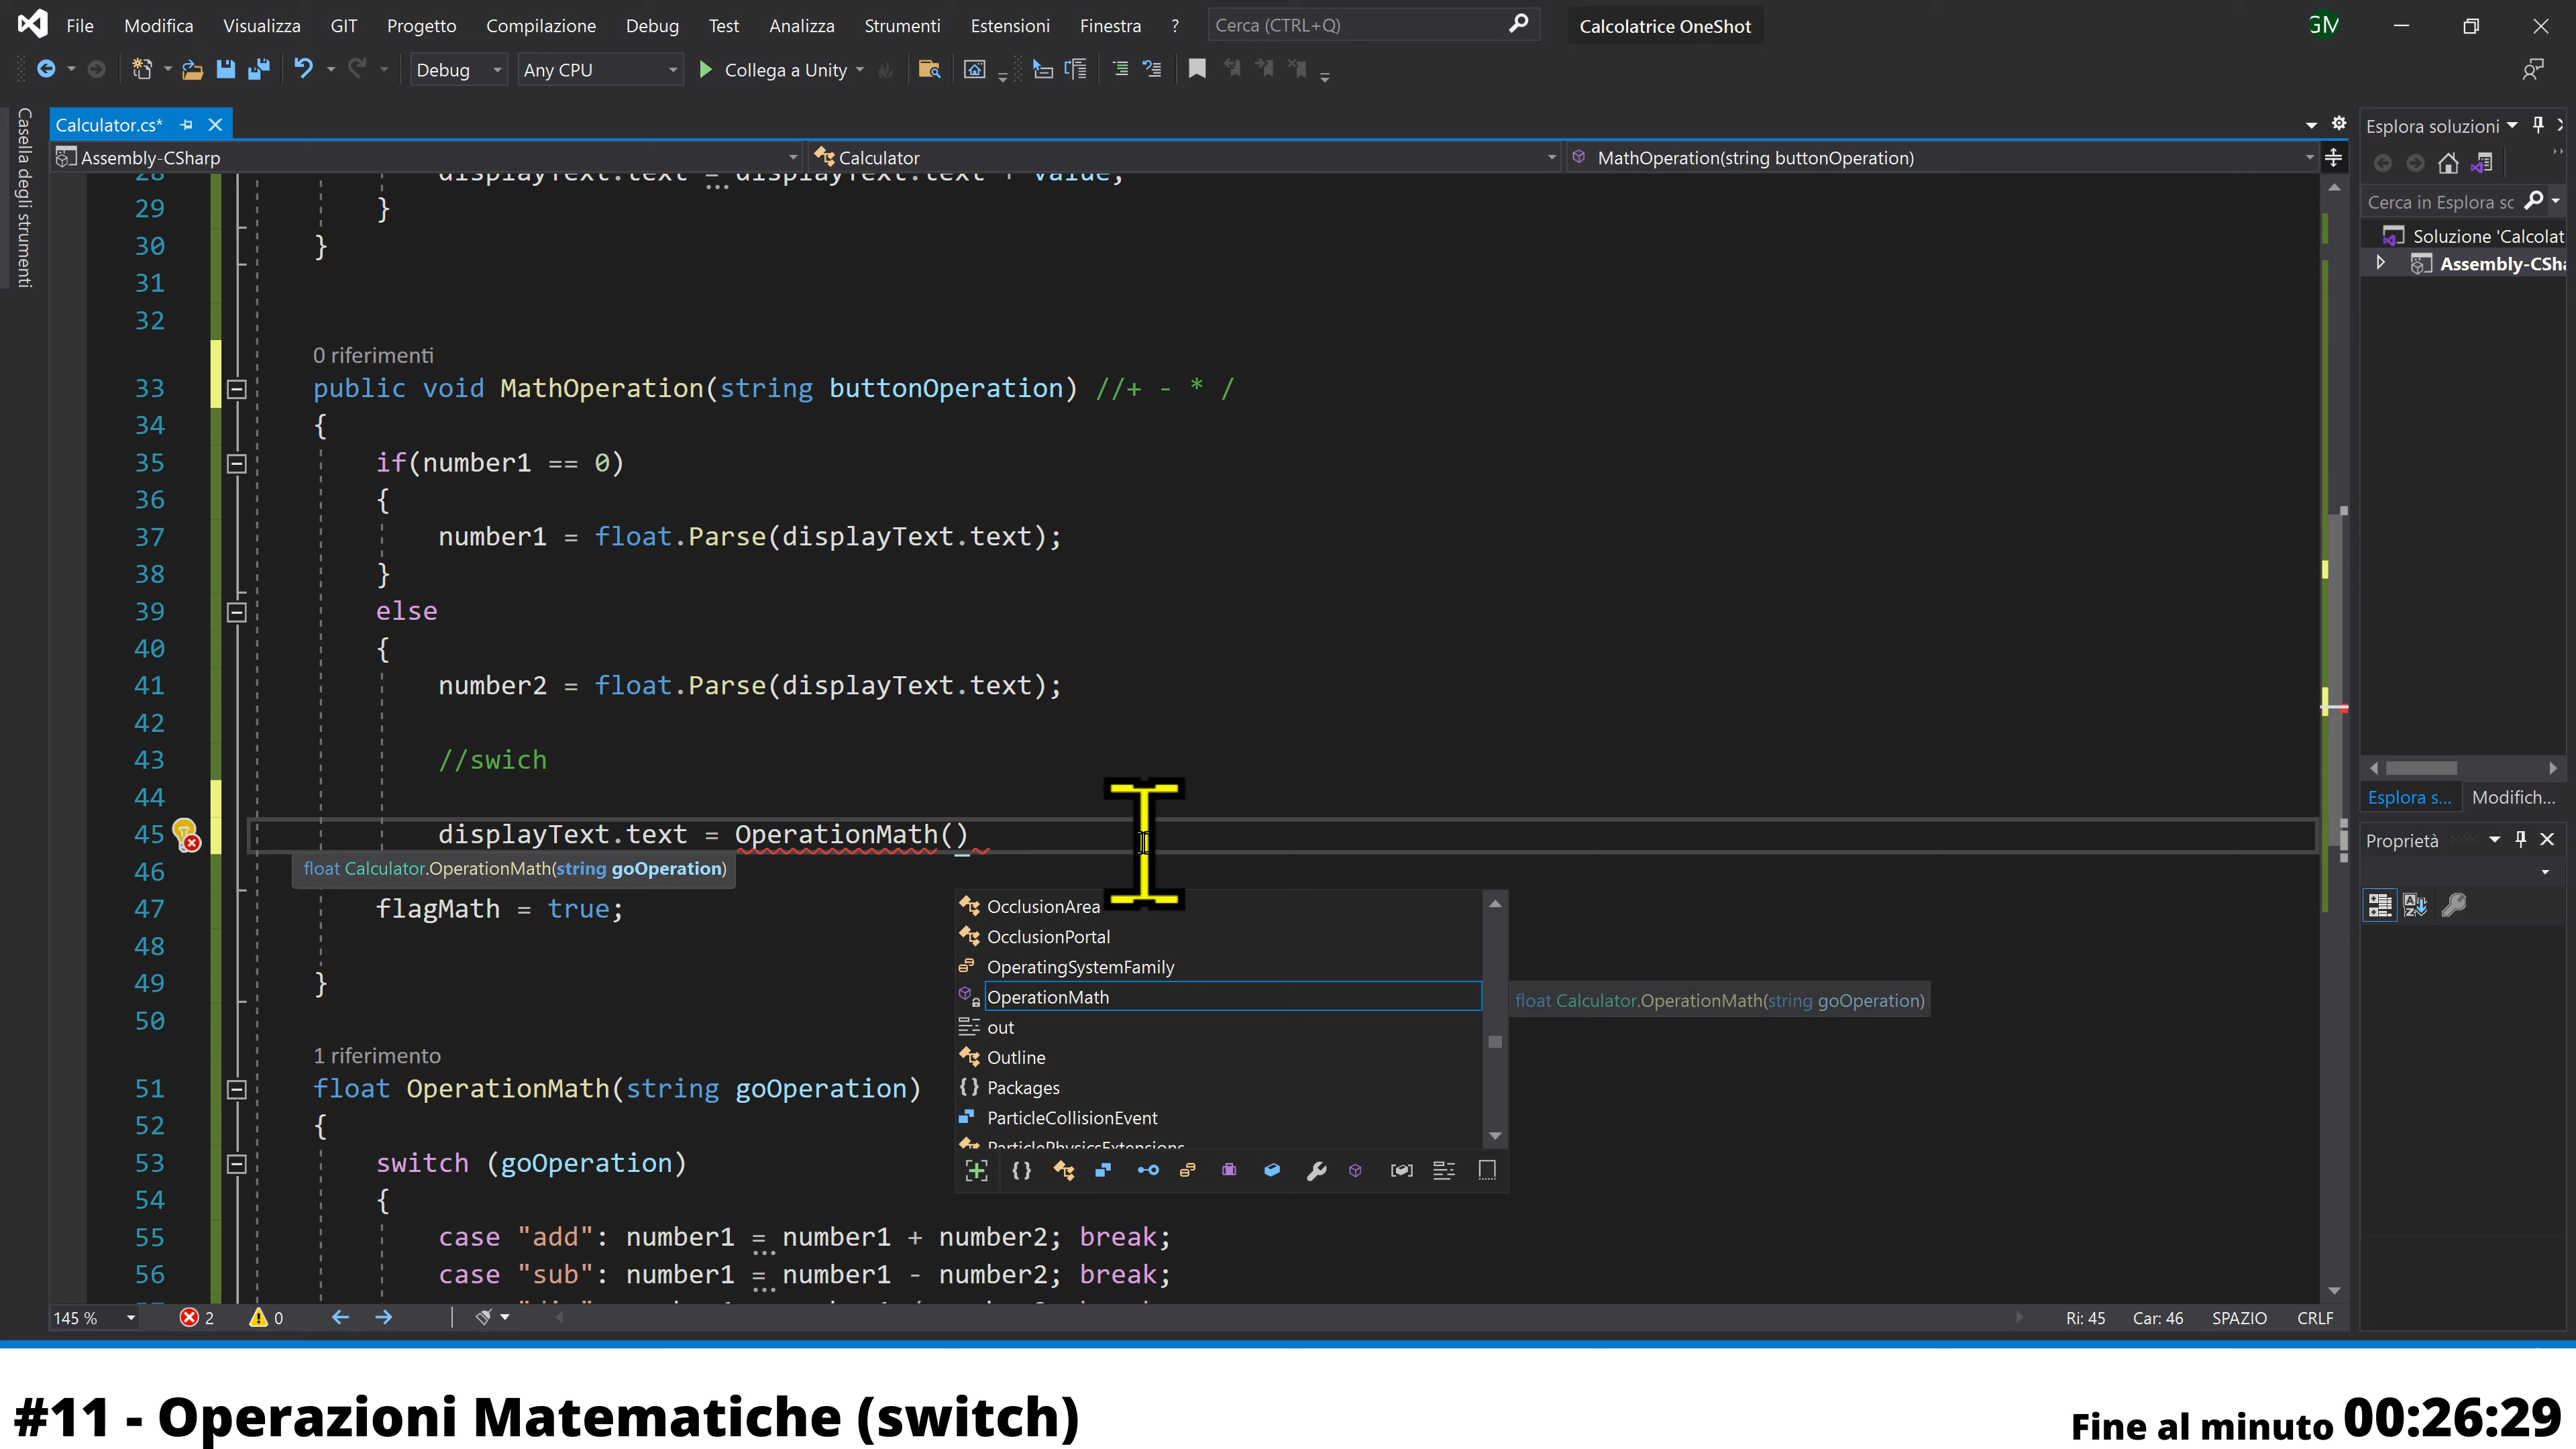 File Modifica Visualizza GIT Progetto Compilazione Debug Test Analizza Strumenti Estensioni Finestra ? Cerca (CTRL+Q) Calcolatrice OneShot GM
Debug Any CPU Collega a Unity
Casella degli strumenti
Calculator.cs*
Assembly-CSharp Calculator MathOperation(string buttonOperation)
28 displayText.text = displayText.text + value;
29 }
30 }
31
32
0 riferimenti
33 public void MathOperation(string buttonOperation) //+ - * /
34 {
35 if(number1 == 0)
36 {
37 number1 = float.Parse(displayText.text);
38 }
39 else
40 {
41 number2 = float.Parse(displayText.text);
42
43 //swich
44
45 displayText.text = OperationMath()
46 float Calculator.OperationMath(string goOperation)
47 flagMath = true;
48
49 }
50
1 riferimento
51 float OperationMath(string goOperation)
52 {
53 switch (goOperation)
54 {
55 case "add": number1 = number1 + number2; break;
56 case "sub": number1 = number1 - number2; break;
OcclusionArea
OcclusionPortal
OperatingSystemFamily
OperationMath
out
Outline
Packages
ParticleCollisionEvent
ParticlePhysicsExtensions
float Calculator.OperationMath(string goOperation)
Esplora soluzioni
Cerca in Esplora sc
Soluzione 'Calcolat
Assembly-CSha
Esplora s... Modifich...
Proprietà
145 % 2 0 Ri: 45 Car: 46 SPAZIO CRLF
#11 - Operazioni Matematiche (switch)
Fine al minuto 00:26:29